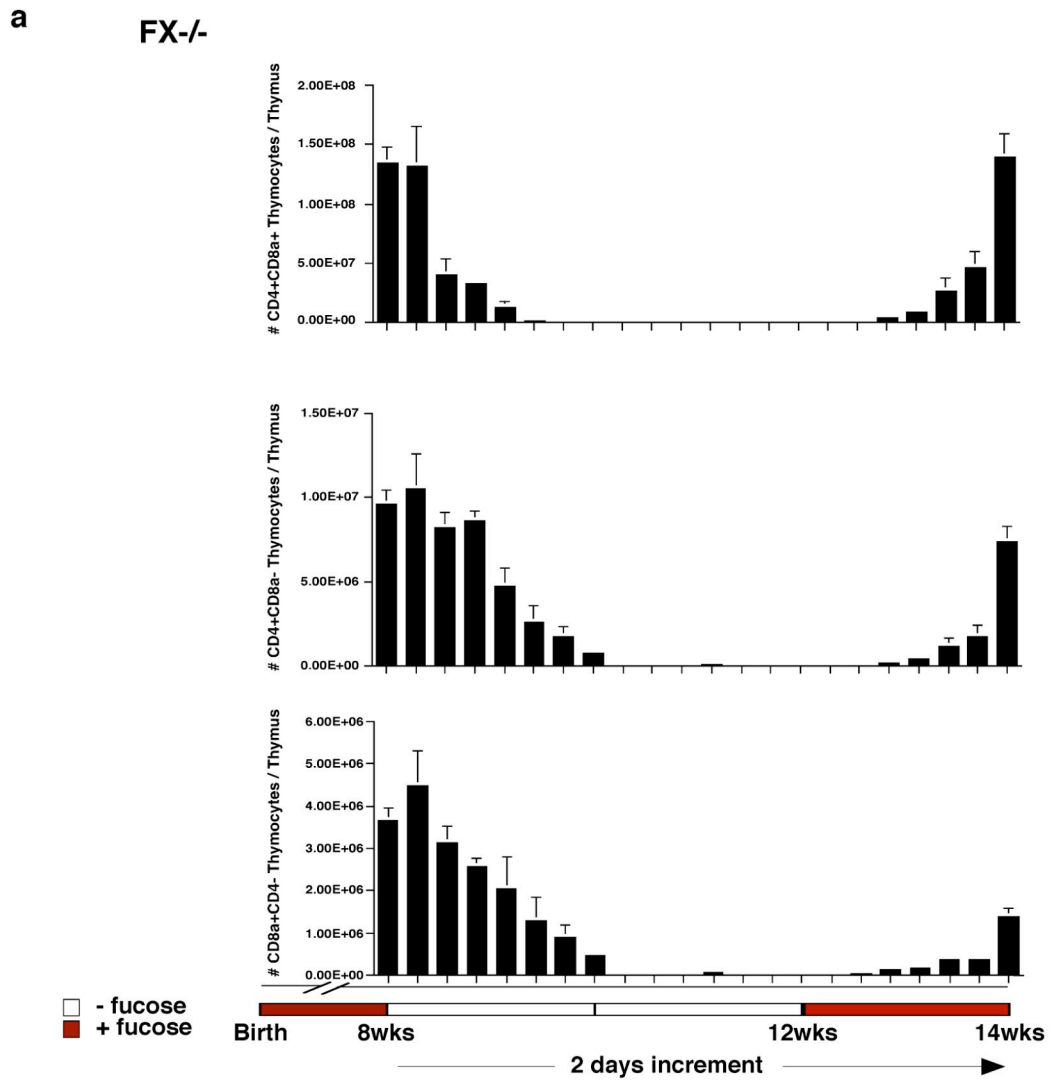 a
FX-/-
# CD4+CD8a+ Thymocytes / Thymus
2.00E+08
1.50E+08
1.00E+08
5.00E+07
0.00E+00
# CD4+CD8a- Thymocytes / Thymus
1.50E+07
1.00E+07
5.00E+06
0.00E+00
# CD8a+CD4- Thymocytes / Thymus
6.00E+06
5.00E+06
4.00E+06
3.00E+06
2.00E+06
1.00E+06
0.00E+00
- fucose
+ fucose
Birth 8wks 12wks 14wks
2 days increment